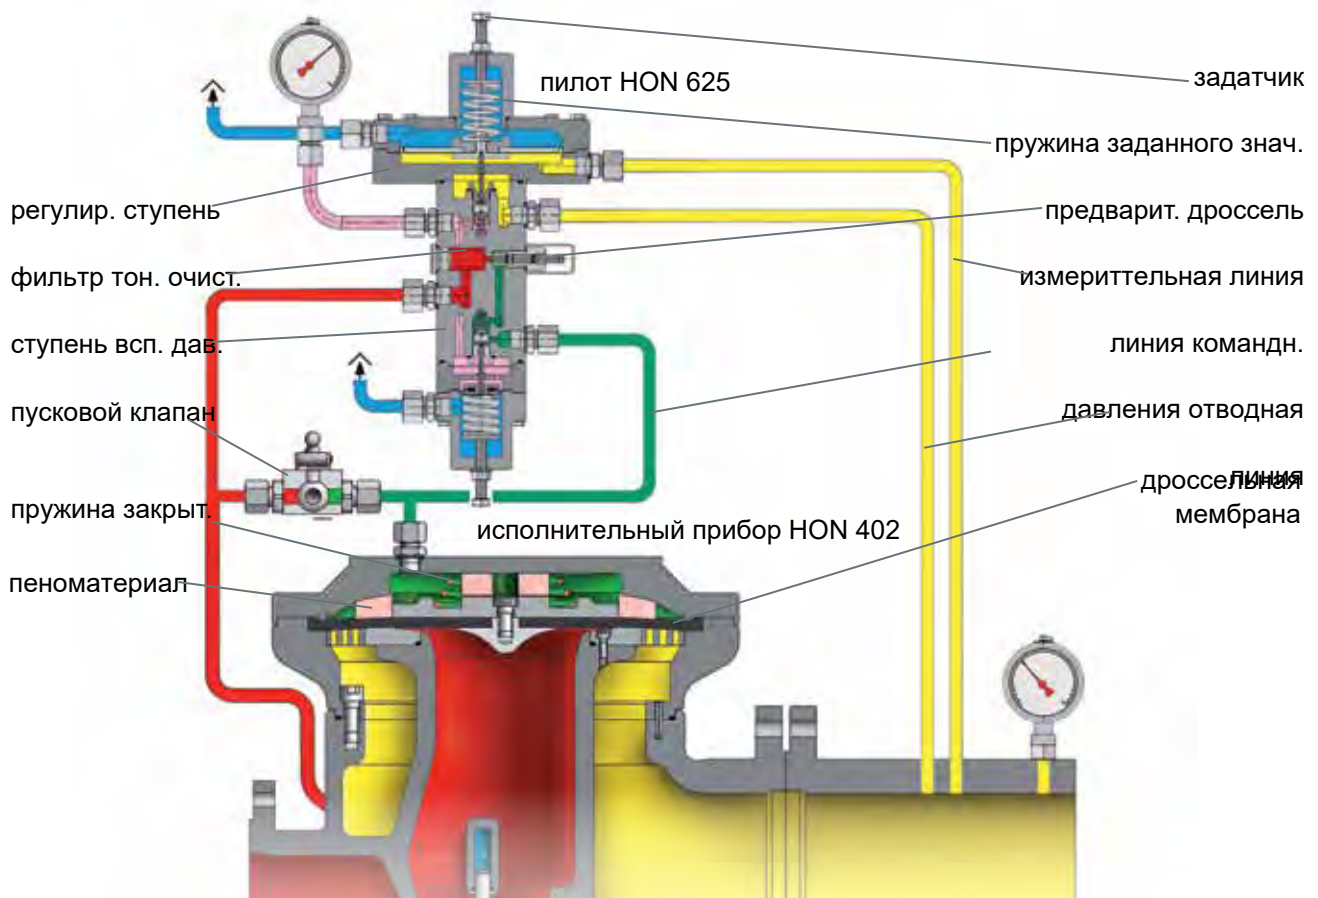 пилот HON 625
задатчик
пружина заданного знач.
регулир. ступень
предварит. дроссель
фильтр тон. очист.
измериттельная линия
ступень всп. дав.
линия командн.
пусковой клапан
давления отводная
линия
дроссельная
мембрана
пружина закрыт.
исполнительный прибор HON 402
пеноматериал